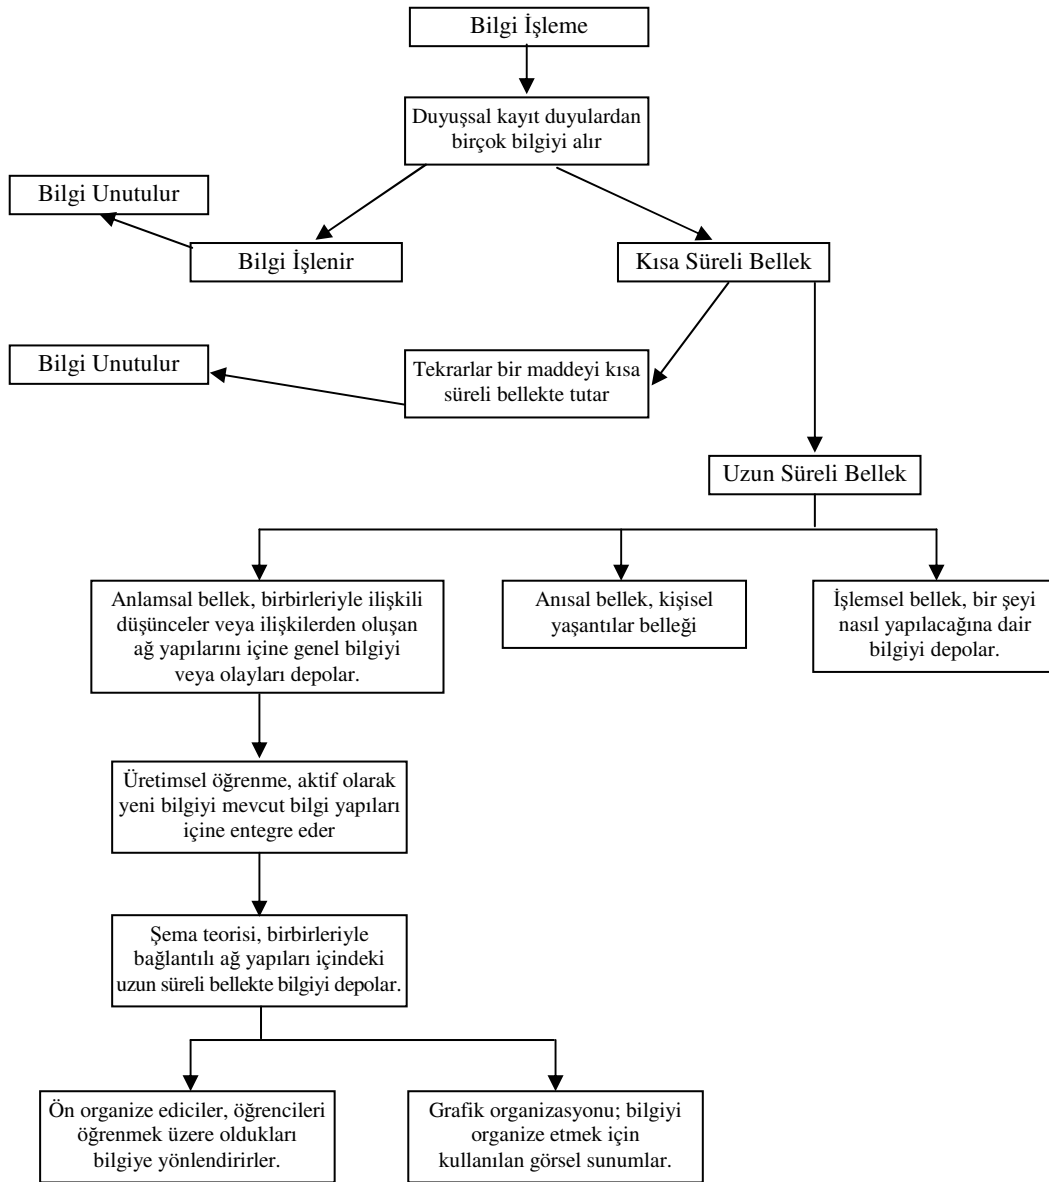 Bilgi İşleme
Duyuşsal kayıt duyulardan
birçok bilgiyi alır
Bilgi Unutulur
Bilgi İşlenir
Kısa Süreli Bellek
Bilgi Unutulur
Tekrarlar bir maddeyi kısa
süreli bellekte tutar
Uzun Süreli Bellek
Anlamsal bellek, birbirleriyle ilişkili
düşünceler veya ilişkilerden oluşan
ağ yapılarını içine genel bilgiyi
veya olayları depolar.
Anısal bellek, kişisel
yaşantılar belleği
İşlemsel bellek, bir şeyi
nasıl yapılacağına dair
bilgiyi depolar.
Üretimsel öğrenme, aktif olarak
yeni bilgiyi mevcut bilgi yapıları
içine entegre eder
Şema teorisi, birbirleriyle
bağlantılı ağ yapıları içindeki
uzun süreli bellekte bilgiyi depolar.
Ön organize ediciler, öğrencileri
öğrenmek üzere oldukları
bilgiye yönlendirirler.
Grafik organizasyonu; bilgiyi
organize etmek için
kullanılan görsel sunumlar.